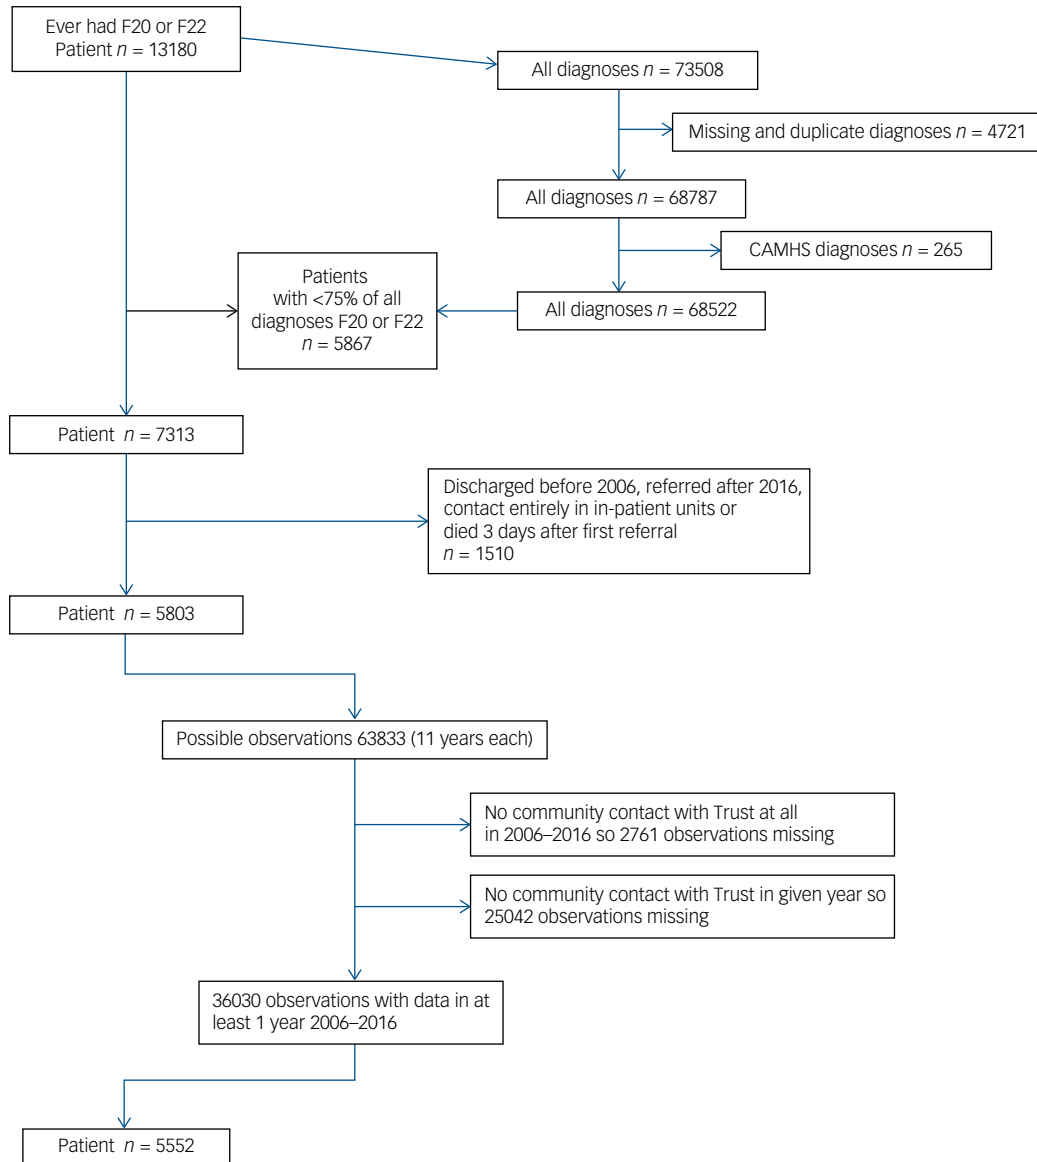 Ever had F20 or F22
Patient n = 13180
All diagnoses n = 73508
Missing and duplicate diagnoses n = 4721
All diagnoses n = 68787
CAMHS diagnoses n = 265
Patients
with <75% of all
diagnoses F20 or F22
n = 5867
All diagnoses n = 68522
Patient n = 7313
Discharged before 2006, referred after 2016,
contact entirely in in-patient units or
died 3 days after first referral
n = 1510
Patient n = 5803
Possible observations 63833 (11 years each)
No community contact with Trust at all
in 2006–2016 so 2761 observations missing
No community contact with Trust in given year so
25042 observations missing
36030 observations with data in at
least 1 year 2006–2016
Patient n = 5552